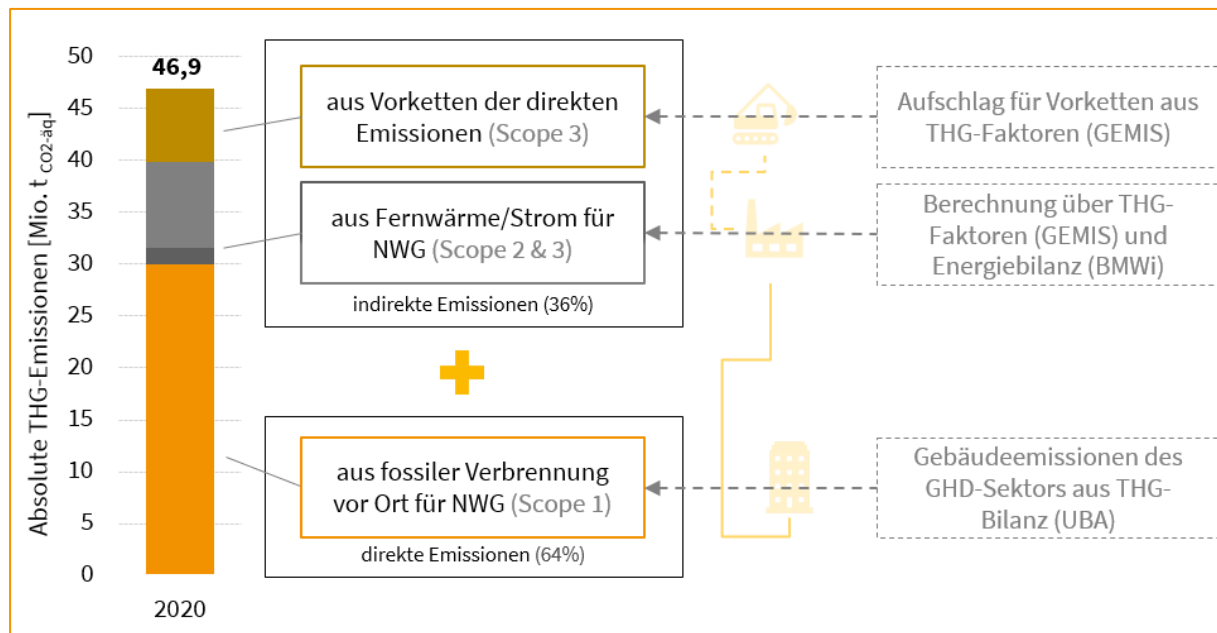 Absolute THG-Emissionen [Mio. t CO2-äq]
50
45
40
35
30
25
20
15
10
5
0
46,9
2020
aus Vorketten der direkten
Emissionen (Scope 3)
aus Fernwärme/Strom für
NWG (Scope 2 & 3)
indirekte Emissionen (36%)
aus fossiler Verbrennung
vor Ort für NWG (Scope 1)
direkte Emissionen (64%)
Aufschlag für Vorketten aus
THG-Faktoren (GEMIS)
Berechnung über THG-
Faktoren (GEMIS) und
Energiebilanz (BMWi)
Gebäudeemissionen des
GHD-Sektors aus THG-
Bilanz (UBA)